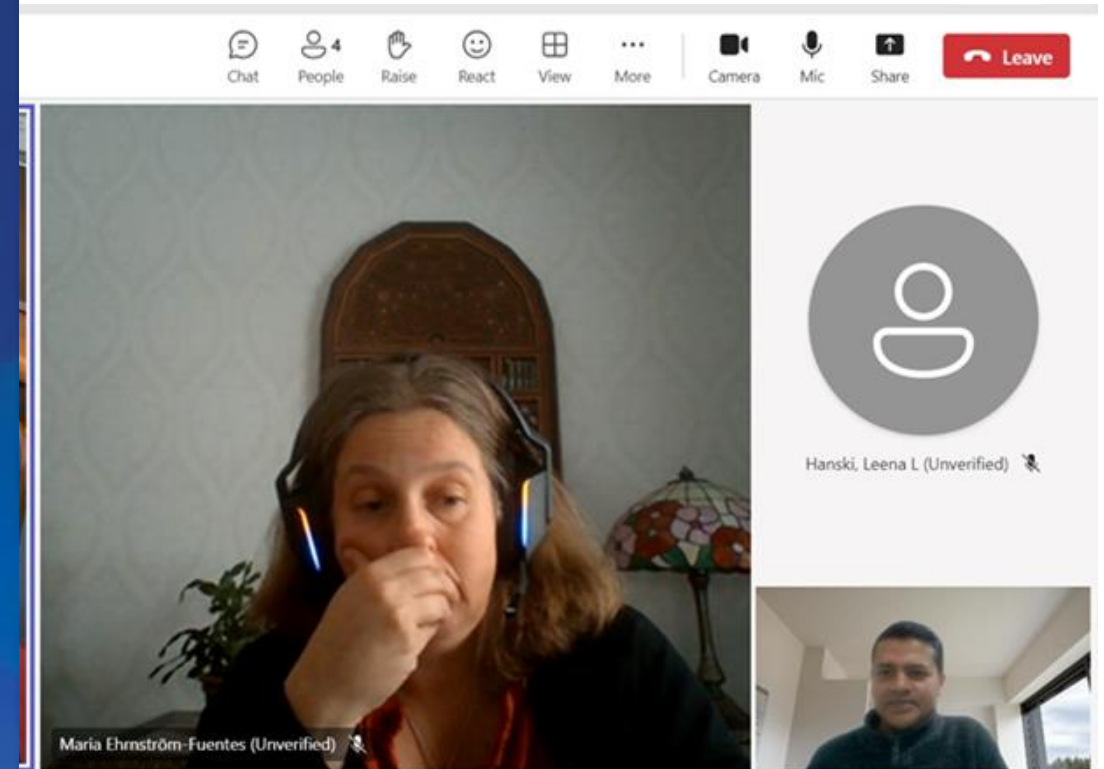 4
Chat People Raise React View More Camera Mic Share Leave
Hanski, Leena L (Unverified)
Maria Ehrnström-Fuentes (Unverified)